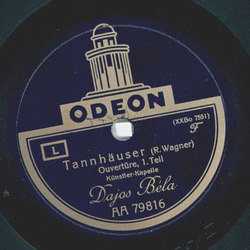 ODEON
(XXBo 7551)
L
F
Tannhäuser (R.Wagner)
Ouvertüre, 1. Teil
Künstler-Kapelle
Dajos Béla
AA 79816